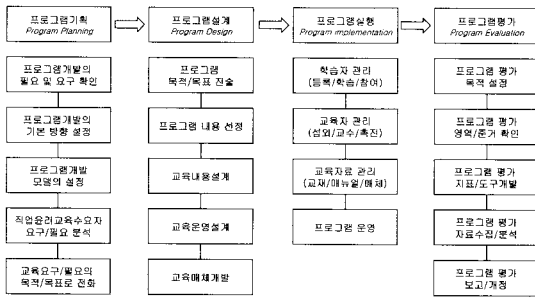 프로그램기획
Program Planning
프로그램개발의
필요 및 요구 확인
프로그램개발의
기본 방향 설정
프로그램개발
모델의 설정
직업윤리교육수요자
요구/필요 분석
교육요구/필요의
목적/목표로 전화
프로그램설계
Program Design
프로그램
목적/목표 진술
프로그램 내용 선정
교육내용설계
교육운영설계
교육매체개발
프로그램실행
Program Implementation
학습자 관리
(등록/학습/참여)
교육자 관리
(섭외/교수/촉진)
교육자료 관리
(교재/매뉴얼/매체)
프로그램 운영
프로그램평가
Program Evaluation
프로그램 평가
목적 설정
프로그램 평가
영역/준거 확인
프로그램 평가
지표/도구개발
프로그램 평가
자료수집/분석
프로그램 평가
보고/개정